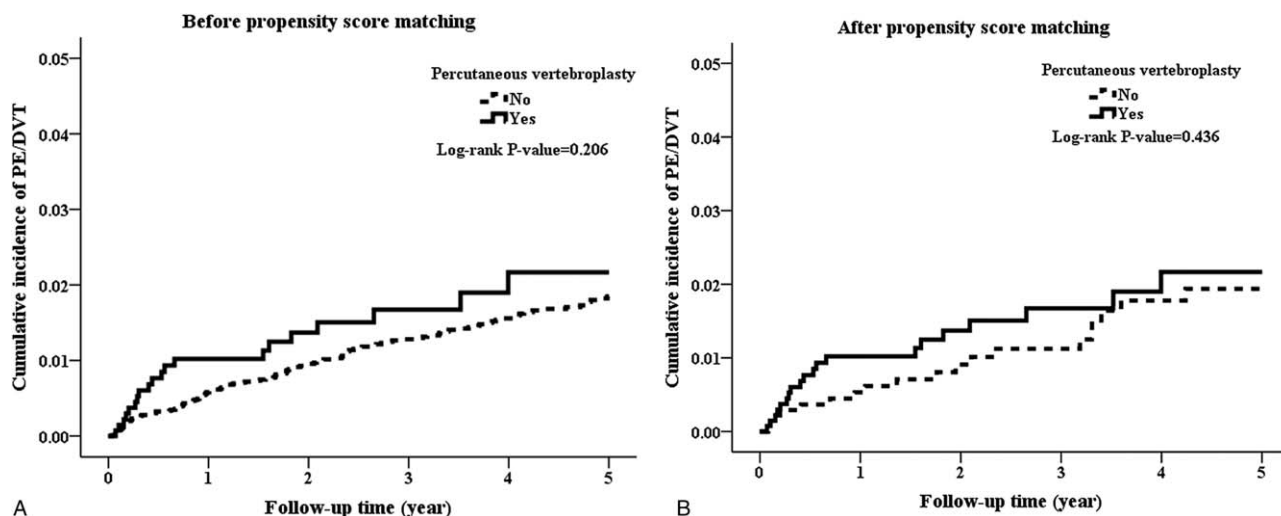 Before propensity score matching
Cumulative incidence of PE/DVT
0.05
0.04
0.03
0.02
0.01
0.00
Percutaneous vertebroplasty
No
Yes
Log-rank P-value=0.206
0 1 2 3 4 5
Follow-up time (year)
A
After propensity score matching
Cumulative incidence of PE/DVT
0.05
0.04
0.03
0.02
0.01
0.00
Percutaneous vertebroplasty
No
Yes
Log-rank P-value=0.436
0 1 2 3 4 5
Follow-up time (year)
B